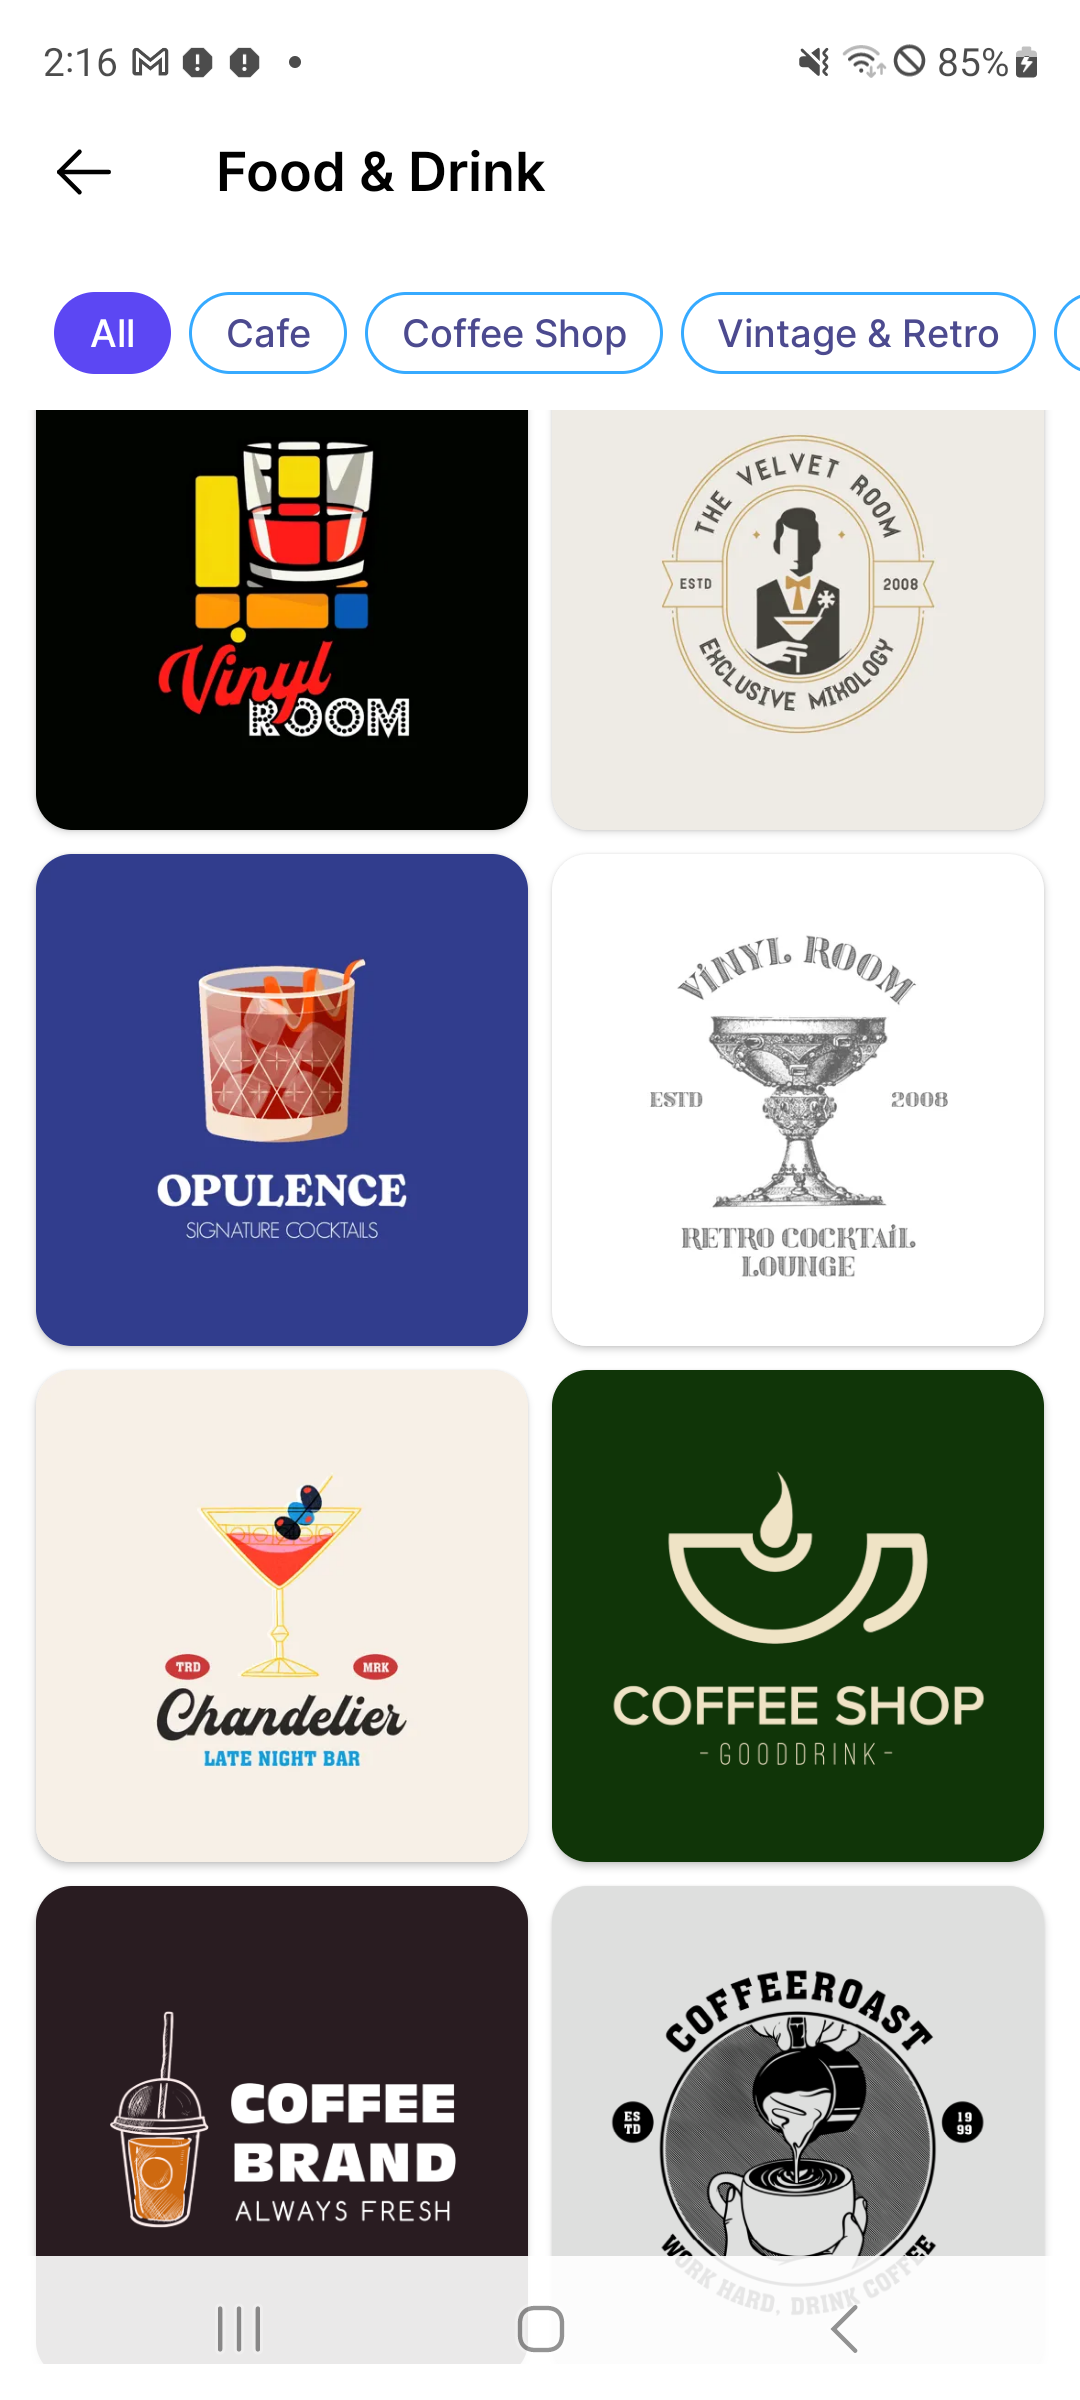 2:16
85%
Food & Drink
All
Cafe
Coffee Shop
Vintage & Retro
Vinyl
ROOM
THE VELVET ROOM
ESTD
2008
EXCLUSIVE MIXOLOGY
OPULENCE
SIGNATURE COCKTAILS
ViNYL ROOM
ESTD
2008
RETRO COCKTAiL
LOUNGE
TRD
MRK
Chandelier
LATE NIGHT BAR
COFFEE SHOP
-GOODDRINK-
COFFEE
BRAND
ALWAYS FRESH
COFFEEROAST
ES
TD
19
99
WORK HARD, DRINK COFFEE